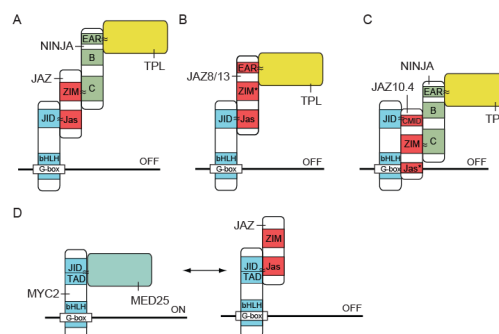 A
NINJA
EAR≈
TPL
B
JAZ
ZIM≈
C
JID≈
Jas
bHLH
G-box
OFF
B
JAZ8/13
EAR≈
TPL
ZIM*
JID≈
Jas
bHLH
G-box
OFF
C
NINJA
JAZ10.4
EAR≈
TP
B
JID≈
CMID
ZIM≈
C
bHLH
G-box
Jas*
OFF
D
MYC2
JID≈
TAD
MED25
bHLH
G-box
ON
JAZ
ZIM
JID≈
TAD
Jas
bHLH
G-box
OFF